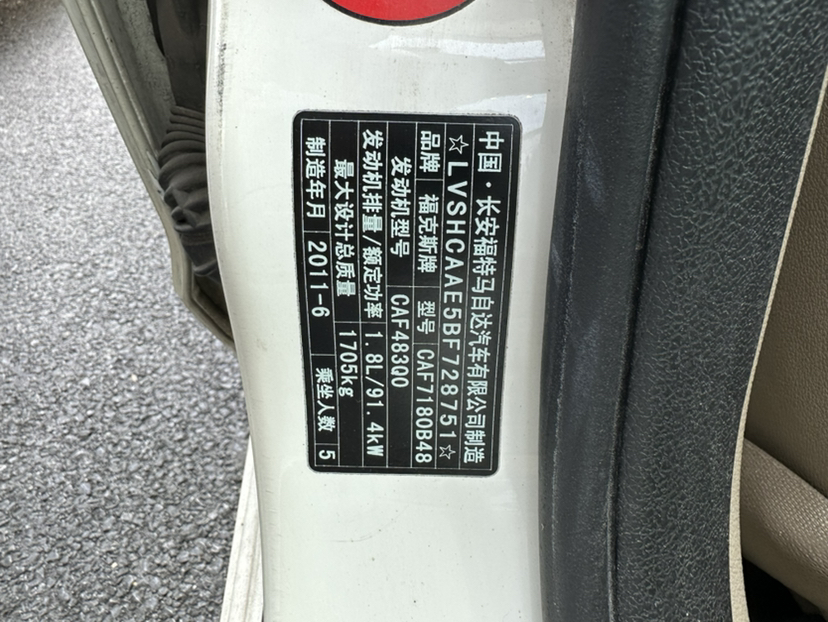 中国·长安福特马自达汽车有限公司制造
☆LVSHCAAE5BF728751☆
品牌 福克斯牌 型号 CAF7180B48
发动机型号 CAF483Q0
发动机排量/额定功率 1.8L/91.4kW
最大设计总质量 1705kg
制造年月 2011-6 乘坐人数 5